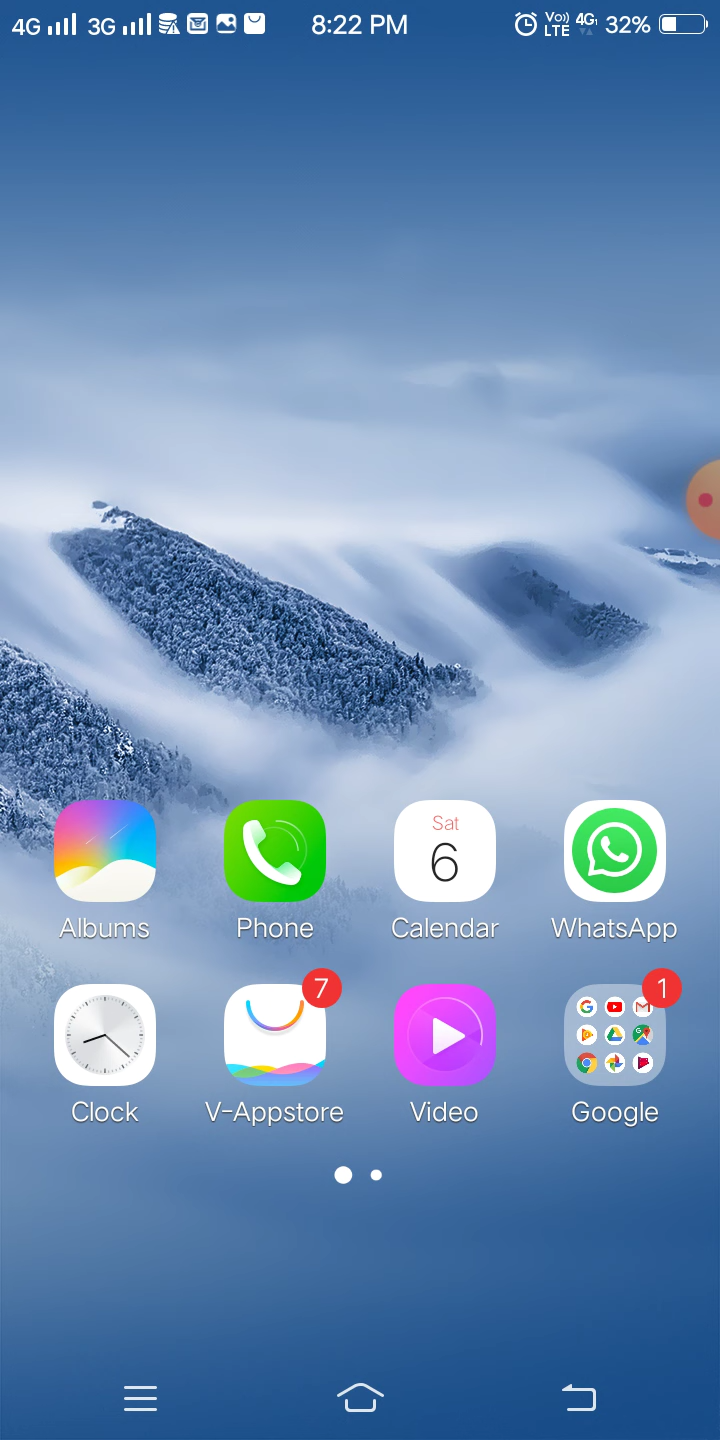 4G 3G 8:22 PM Vo)) LTE 4G 32%
Sat
6
Albums Phone Calendar WhatsApp
7 1
Clock V-Appstore Video Google